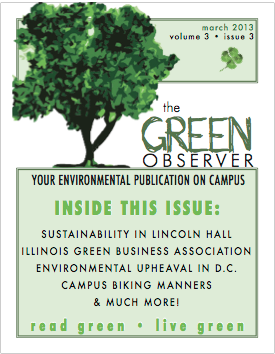 march 2013
volume 3 • issue 3
the
GREEN
OBSERVER
YOUR ENVIRONMENTAL PUBLICATION ON CAMPUS
INSIDE THIS ISSUE:
SUSTAINABILITY IN LINCOLN HALL
ILLINOIS GREEN BUSINESS ASSOCIATION
ENVIRONMENTAL UPHEAVAL IN D.C.
CAMPUS BIKING MANNERS
& MUCH MORE!
read green • live green